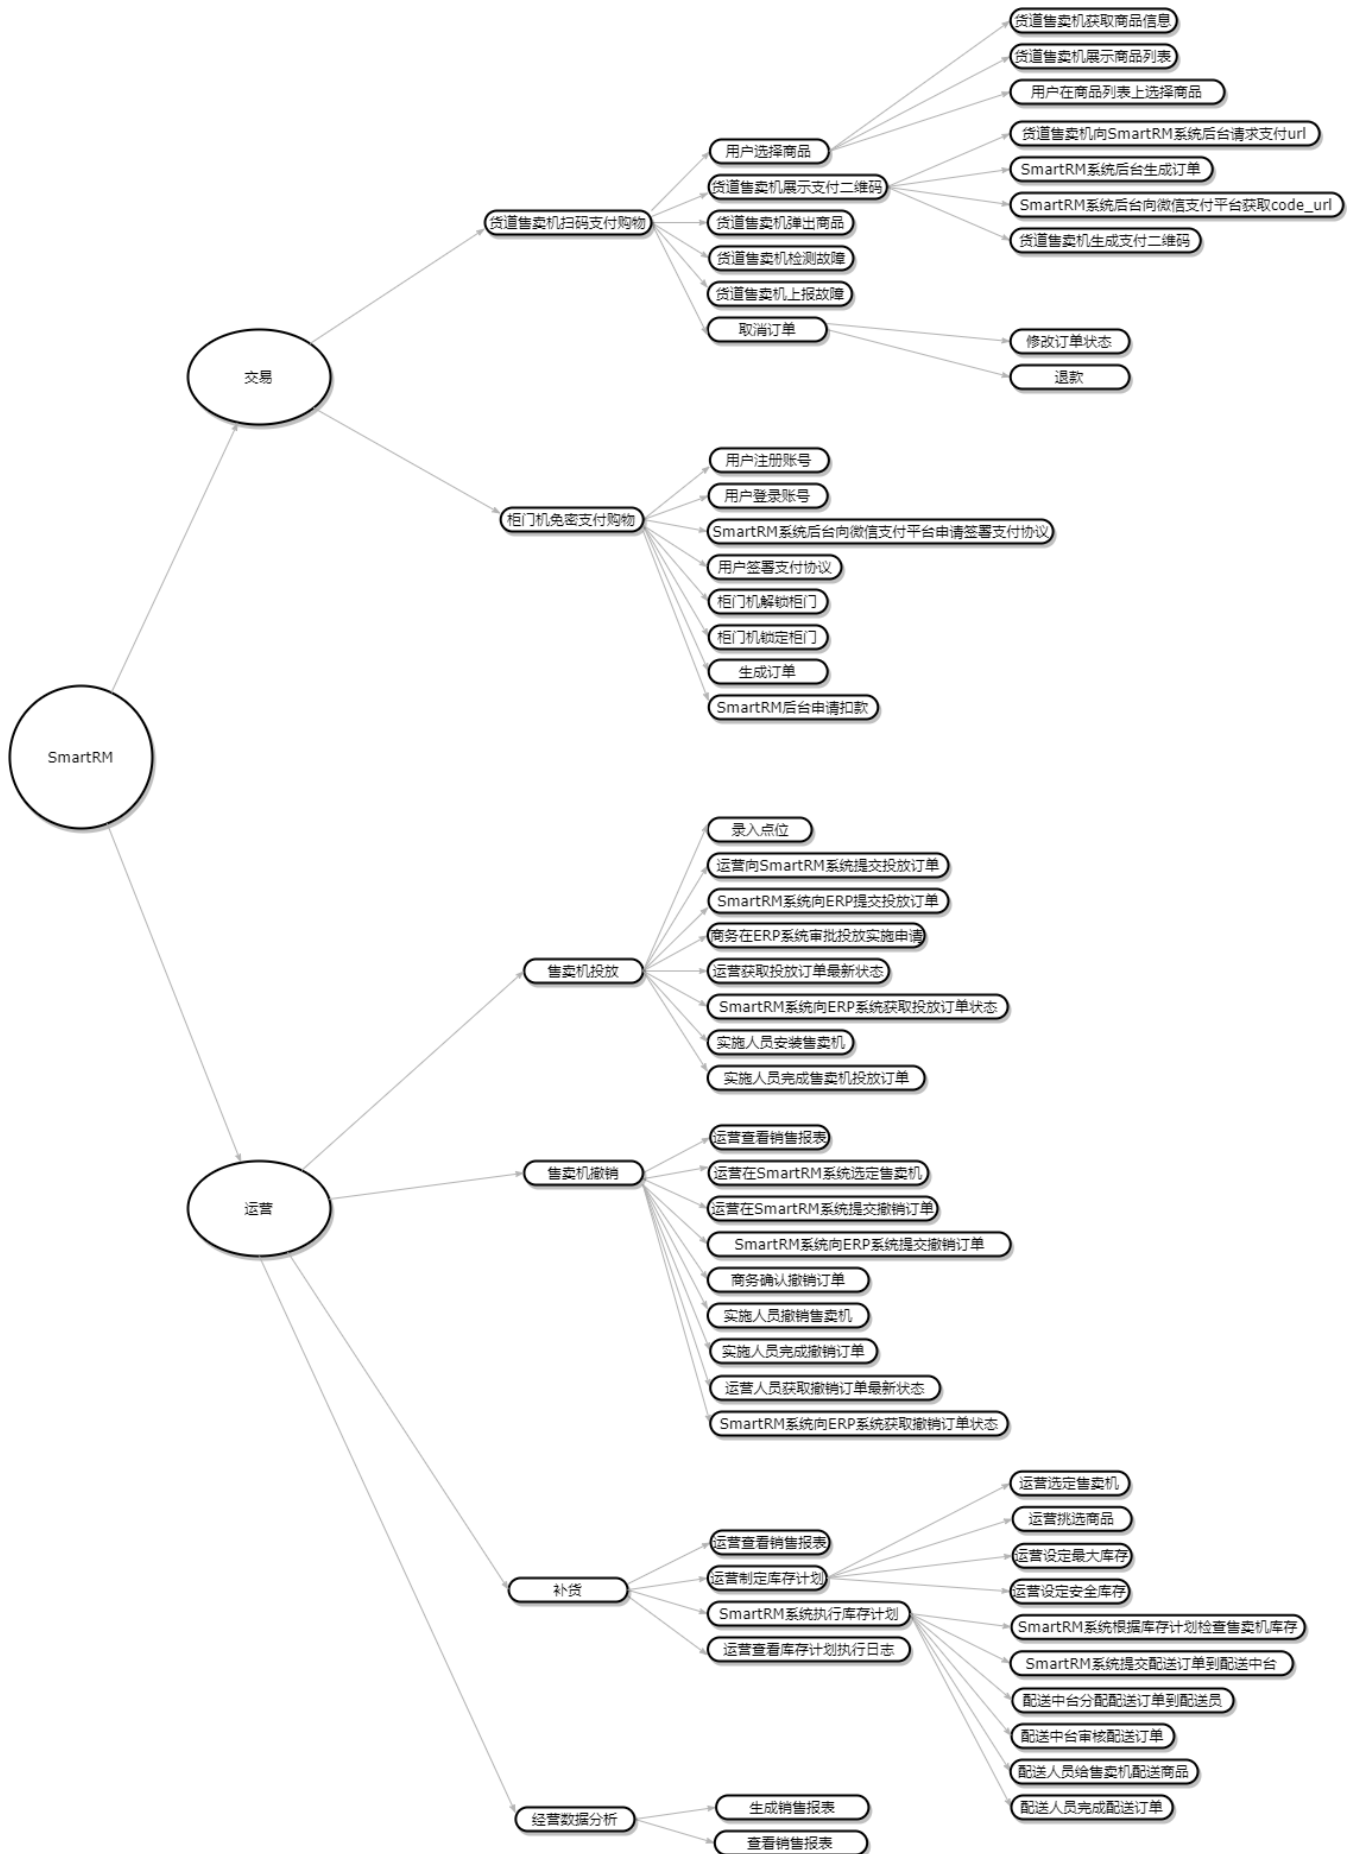 SmartRM
交易
货道售卖机扫码支付购物
用户选择商品
货道售卖机获取商品信息
货道售卖机展示商品列表
用户在商品列表上选择商品
货道售卖机展示支付二维码
货道售卖机向SmartRM系统后台请求支付url
SmartRM系统后台生成订单
SmartRM系统后台向微信支付平台获取code_url
货道售卖机生成支付二维码
货道售卖机弹出商品
货道售卖机检测故障
货道售卖机上报故障
取消订单
修改订单状态
退款
柜门机免密支付购物
用户注册账号
用户登录账号
SmartRM系统后台向微信支付平台申请签署支付协议
用户签署支付协议
柜门机解锁柜门
柜门机锁定柜门
生成订单
SmartRM后台申请扣款
运营
售卖机投放
录入点位
运营向SmartRM系统提交投放订单
SmartRM系统向ERP提交投放订单
商务在ERP系统审批投放实施申请
运营获取投放订单最新状态
SmartRM系统向ERP系统获取投放订单状态
实施人员安装售卖机
实施人员完成售卖机投放订单
售卖机撤销
运营查看销售报表
运营在SmartRM系统选定售卖机
运营在SmartRM系统提交撤销订单
SmartRM系统向ERP系统提交撤销订单
商务确认撤销订单
实施人员撤销售卖机
实施人员完成撤销订单
运营人员获取撤销订单最新状态
SmartRM系统向ERP系统获取撤销订单状态
补货
运营查看销售报表
运营制定库存计划
运营选定售卖机
运营挑选商品
运营设定最大库存
运营设定安全库存
SmartRM系统执行库存计划
SmartRM系统根据库存计划检查售卖机库存
SmartRM系统提交配送订单到配送中台
配送中台分配配送订单到配送员
配送中台审核配送订单
配送人员给售卖机配送商品
配送人员完成配送订单
运营查看库存计划执行日志
经营数据分析
生成销售报表
查看销售报表